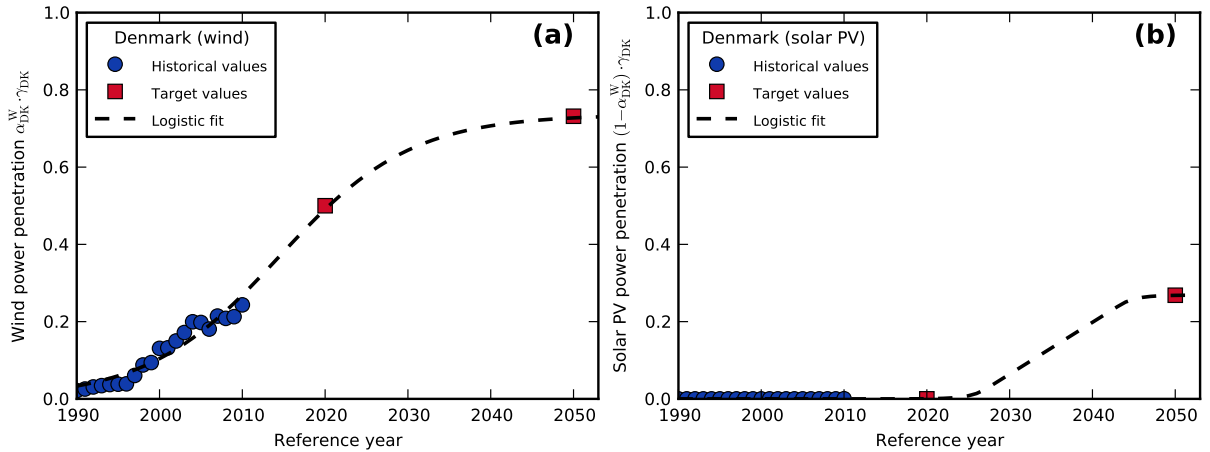 Wind power penetration α_DK^W·γ_DK
1.0
0.8
0.6
0.4
0.2
0.0
Denmark (wind)
Historical values
Target values
Logistic fit
(a)
1990 2000 2010 2020 2030 2040 2050
Reference year
Solar PV power penetration (1−α_DK^W)·γ_DK
1.0
0.8
0.6
0.4
0.2
0.0
Denmark (solar PV)
Historical values
Target values
Logistic fit
(b)
1990 2000 2010 2020 2030 2040 2050
Reference year